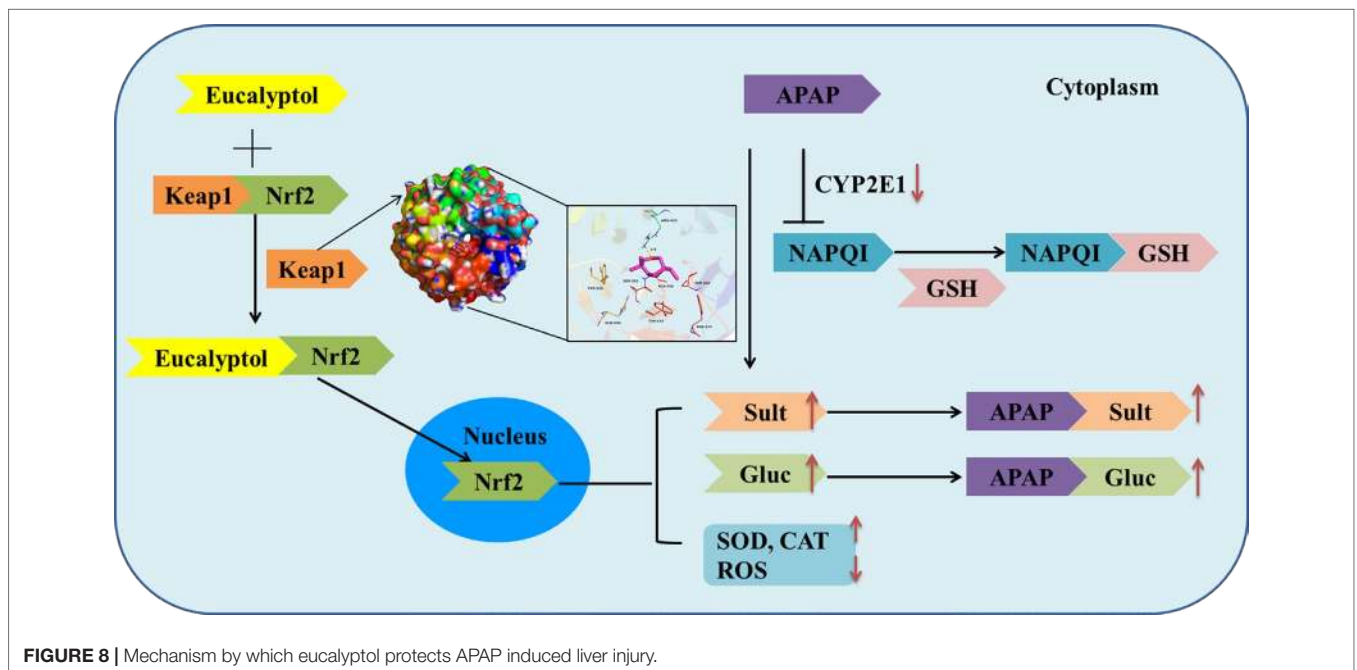 Eucalyptol
APAP
Cytoplasm
Keap1
Nrf2
CYP2E1
Keap1
NAPQI
NAPQI
GSH
GSH
Eucalyptol
Nrf2
Sult
APAP
Sult
Nucleus
Nrf2
Gluc
APAP
Gluc
SOD, CAT
ROS
FIGURE 8 | Mechanism by which eucalyptol protects APAP induced liver injury.